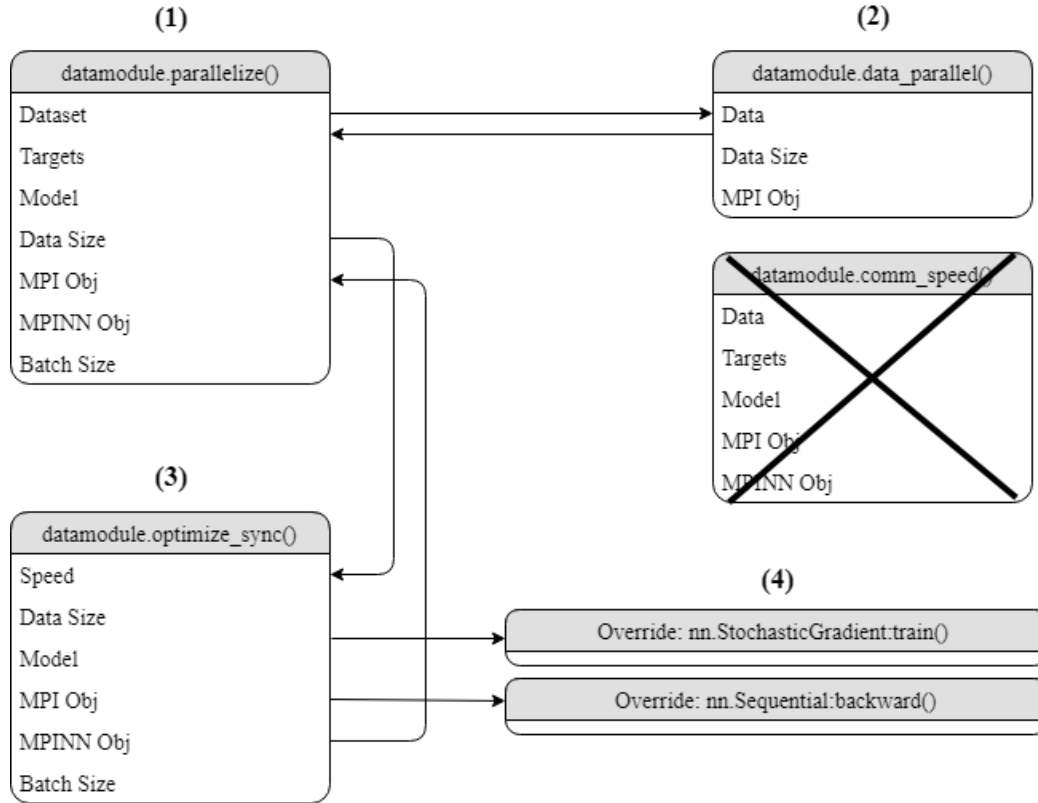 (1)
datamodule.parallelize()
Dataset
Targets
Model
Data Size
MPI Obj
MPINN Obj
Batch Size
(2)
datamodule.data_parallel()
Data
Data Size
MPI Obj
datamodule.comm_speed()
Data
Targets
Model
MPI Obj
MPINN Obj
(3)
datamodule.optimize_sync()
Speed
Data Size
Model
MPI Obj
MPINN Obj
Batch Size
(4)
Override: nn.StochasticGradient:train()
Override: nn.Sequential:backward()